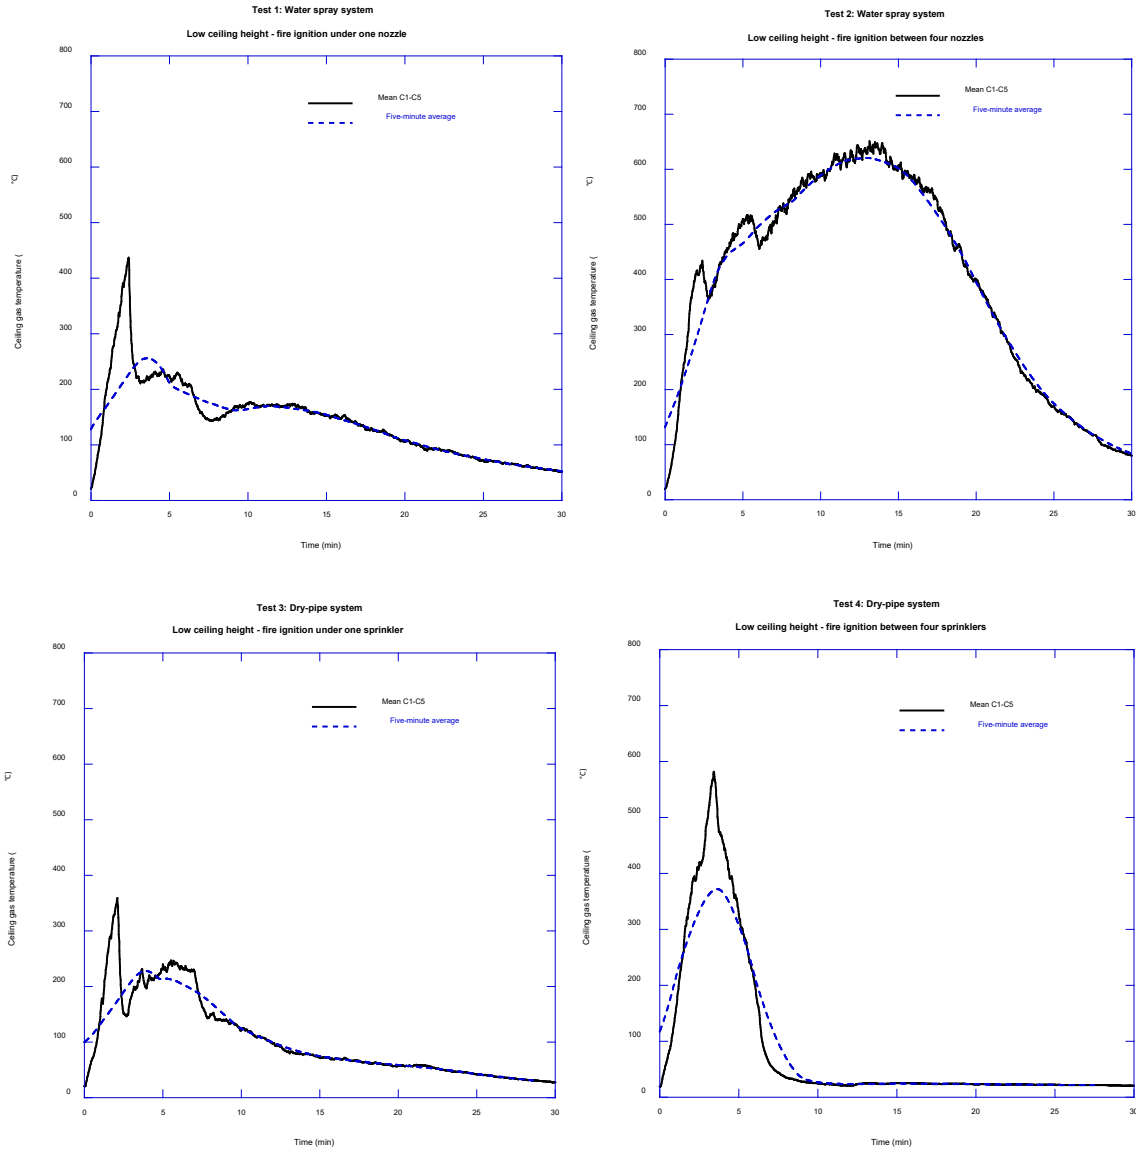 Test 1: Water spray system
Low ceiling height - fire ignition under one nozzle
800
700
600
500
400
300
200
100
0
°C)
Ceiling gas temperature (
Mean C1-C5
Five-minute average
0 5 10 15 20 25 30
Time (min)
Test 2: Water spray system
Low ceiling height - fire ignition between four nozzles
800
700
600
500
400
300
200
100
0
°C)
Ceiling gas temperature (
Mean C1-C5
Five-minute average
0 5 10 15 20 25 30
Time (min)
Test 3: Dry-pipe system
Low ceiling height - fire ignition under one sprinkler
800
700
600
500
400
300
200
100
0
°C)
Ceiling gas temperature (
Mean C1-C5
Five-minute average
0 5 10 15 20 25 30
Time (min)
Test 4: Dry-pipe system
Low ceiling height - fire ignition between four sprinklers
800
700
600
500
400
300
200
100
0
°C)
Ceiling gas temperature (
Mean C1-C5
Five-minute average
0 5 10 15 20 25 30
Time (min)